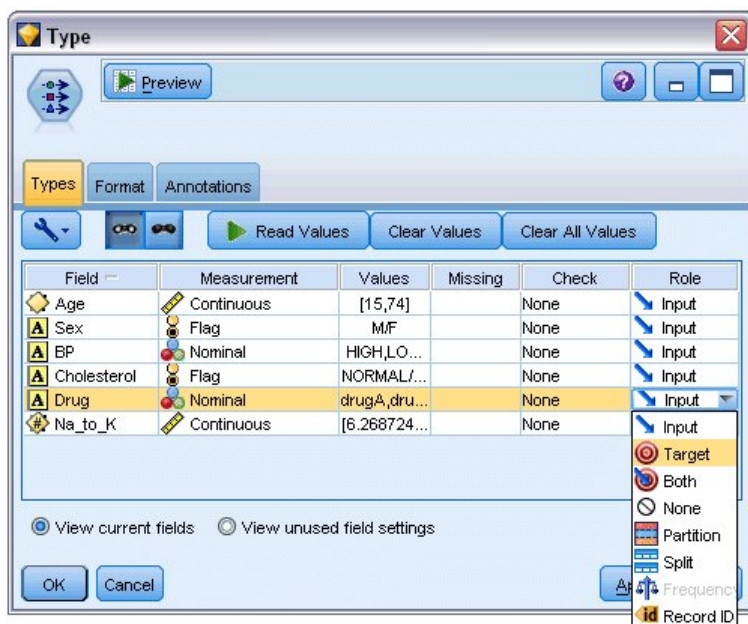 Type
Preview
Types Format Annotations
Read Values Clear Values Clear All Values
Field Measurement Values Missing Check Role
Age Continuous [15,74] None Input
A Sex Flag M/F None Input
A BP Nominal HIGH,LO... None Input
A Cholesterol Flag NORMAL/... None Input
A Drug Nominal drugA,dru... None Input
# Na_to_K Continuous [6.268724... None
Input
Target
Both
None
Partition
Split
Frequency
id Record ID
View current fields View unused field settings
OK Cancel